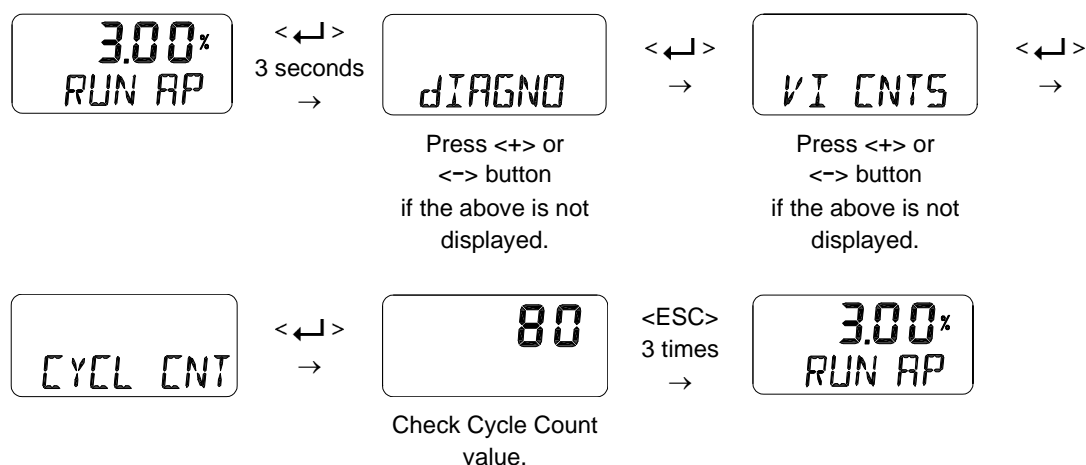 3.00%
RUN AP
<↵>
3 seconds
→
dIAGNO
Press <+> or
<-> button
if the above is not
displayed.
<↵>
→
VI CNTS
Press <+> or
<-> button
if the above is not
displayed.
<↵>
→
CYCL CNT
<↵>
→
80
Check Cycle Count
value.
<ESC>
3 times
→
3.00%
RUN AP